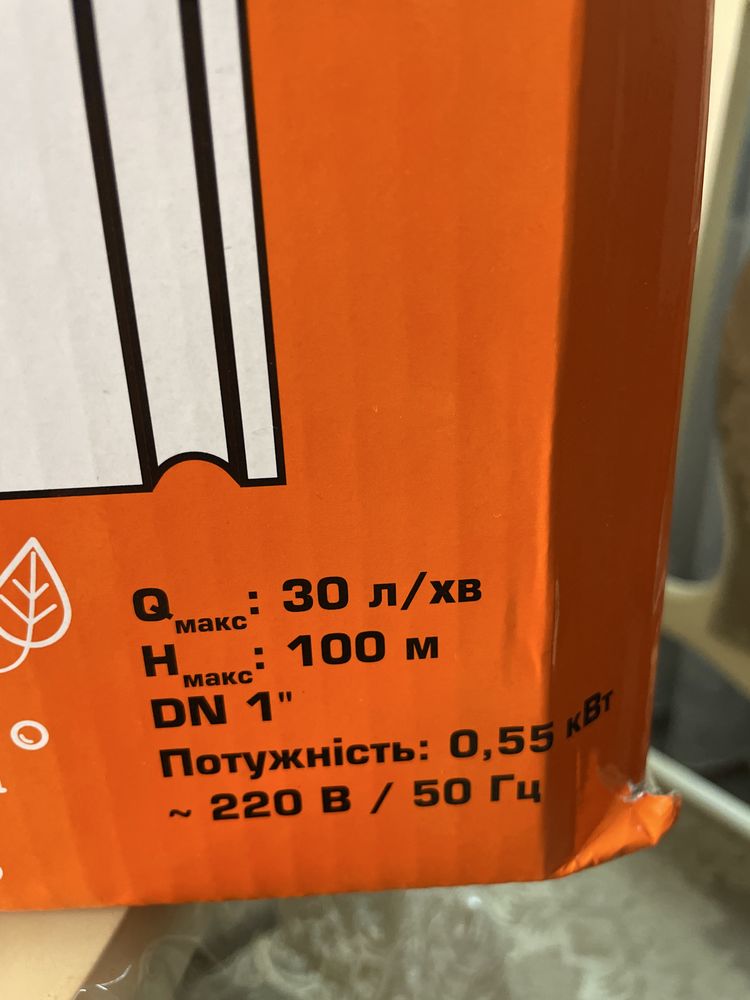 Qмакс: 30 л/хв
Hмакс: 100 м
DN 1"
Потужність: 0,55 кВт
~ 220 В / 50 Гц